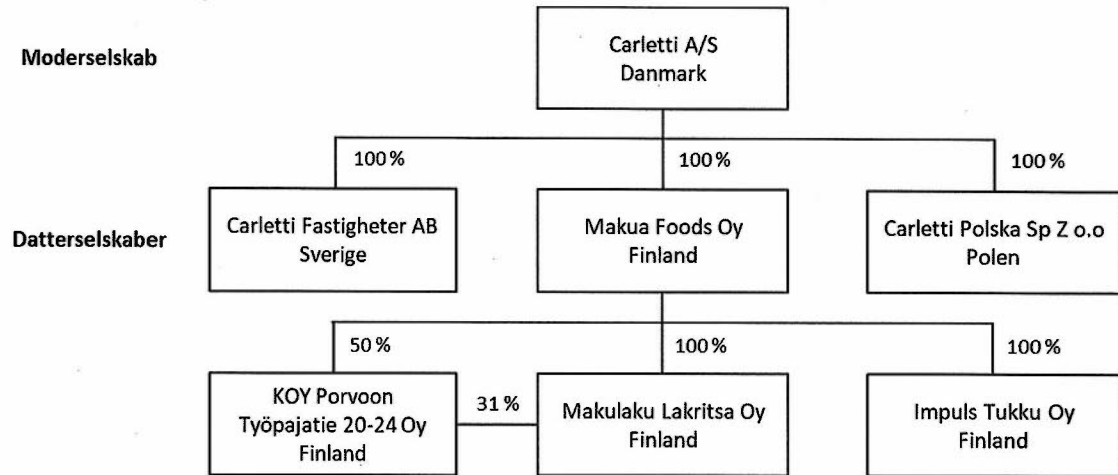 Moderselskab
Carletti A/S
Danmark
100 %
100 %
100 %
Datterselskaber
Carletti Fastigheter AB
Sverige
Makua Foods Oy
Finland
Carletti Polska Sp Z o.o
Polen
50 %
100 %
100 %
KOY Porvoon
Työpajatie 20-24 Oy
Finland
31 %
Makulaku Lakritsa Oy
Finland
Impuls Tukku Oy
Finland